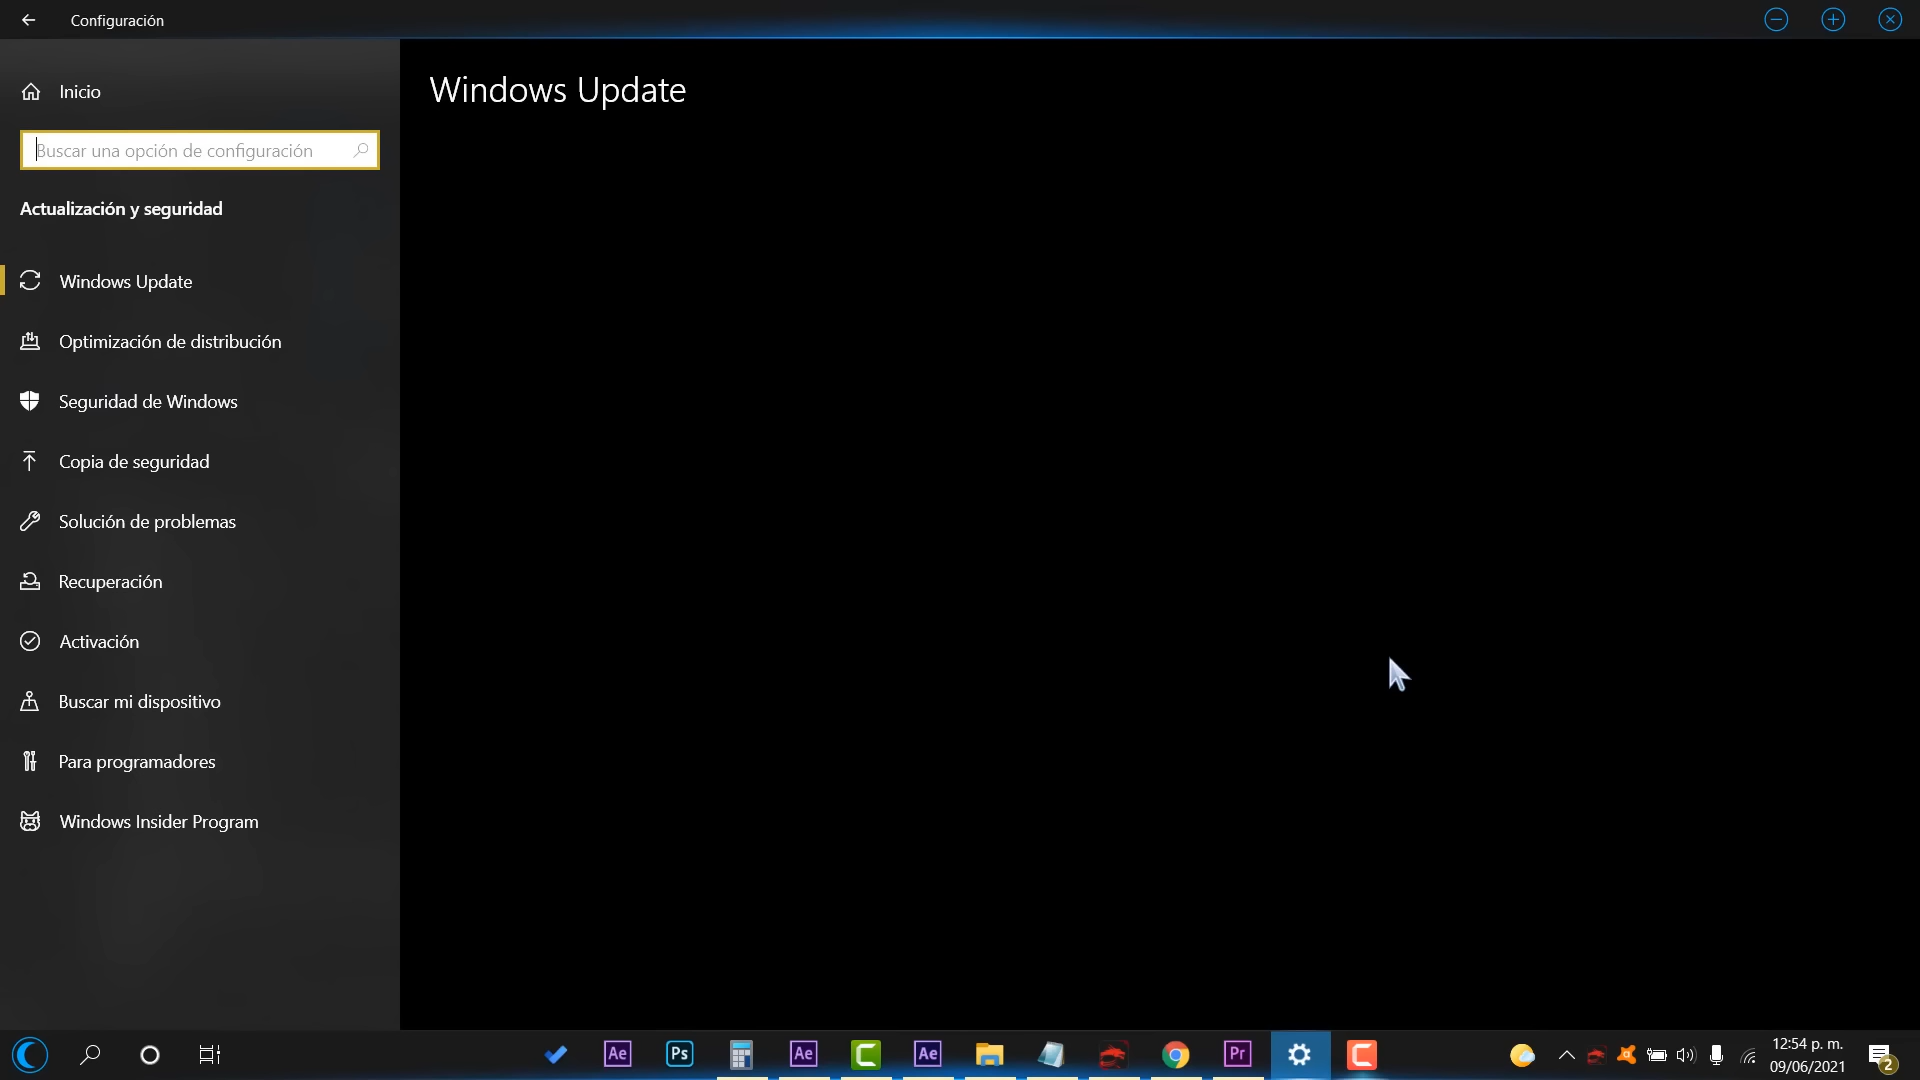 Configuración
Inicio
Buscar una opción de configuración
Actualización y seguridad
Windows Update
Optimización de distribución
Seguridad de Windows
Copia de seguridad
Solución de problemas
Recuperación
Activación
Buscar mi dispositivo
Para programadores
Windows Insider Program
Windows Update
Ae
Ps
Ae
Ae
Pr
12:54 p. m.
09/06/2021
2